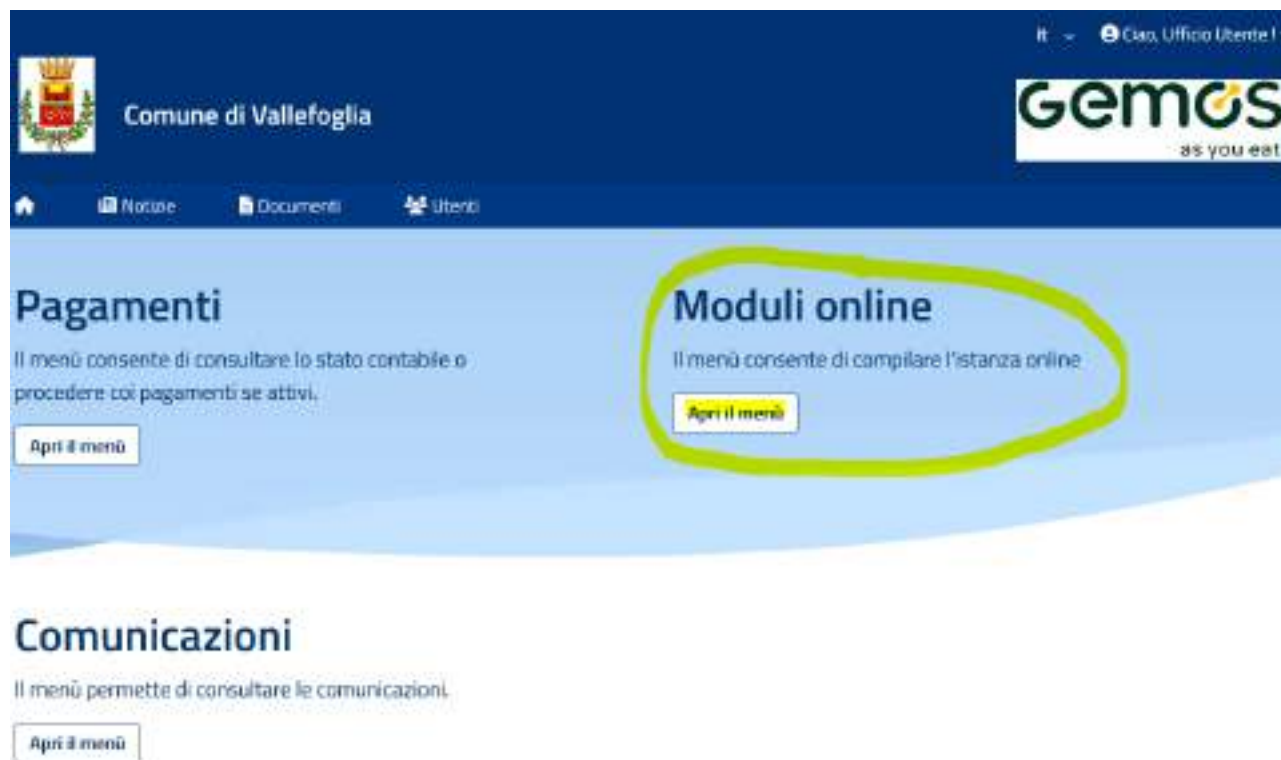 it
Ciao, Ufficio Utente !
Comune di Vallefoglia
Gemos
as you eat
Notizie
Documenti
Utenti
Pagamenti
Il menù consente di consultare lo stato contabile o
procedere coi pagamenti se attivi.
Apri il menù
Moduli online
Il menù consente di compilare l'istanza online
Apri il menù
Comunicazioni
Il menù permette di consultare le comunicazioni.
Apri il menù